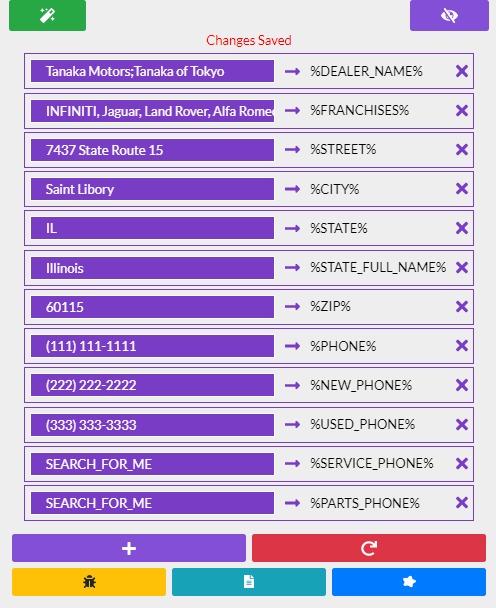 Changes Saved
Tanaka Motors;Tanaka of Tokyo %DEALER_NAME%
INFINITI, Jaguar, Land Rover, Alfa Romeo %FRANCHISES%
7437 State Route 15 %STREET%
Saint Libory %CITY%
IL %STATE%
Illinois %STATE_FULL_NAME%
60115 %ZIP%
(111) 111-1111 %PHONE%
(222) 222-2222 %NEW_PHONE%
(333) 333-3333 %USED_PHONE%
SEARCH_FOR_ME %SERVICE_PHONE%
SEARCH_FOR_ME %PARTS_PHONE%